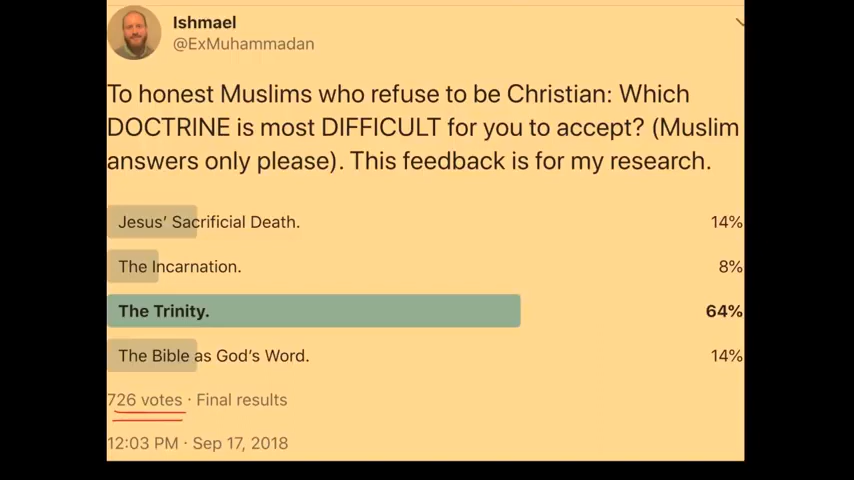 Ishmael
@ExMuhammadan
To honest Muslims who refuse to be Christian: Which
DOCTRINE is most DIFFICULT for you to accept? (Muslim
answers only please). This feedback is for my research.
Jesus’ Sacrificial Death. 14%
The Incarnation. 8%
The Trinity. 64%
The Bible as God’s Word. 14%
726 votes · Final results
12:03 PM · Sep 17, 2018